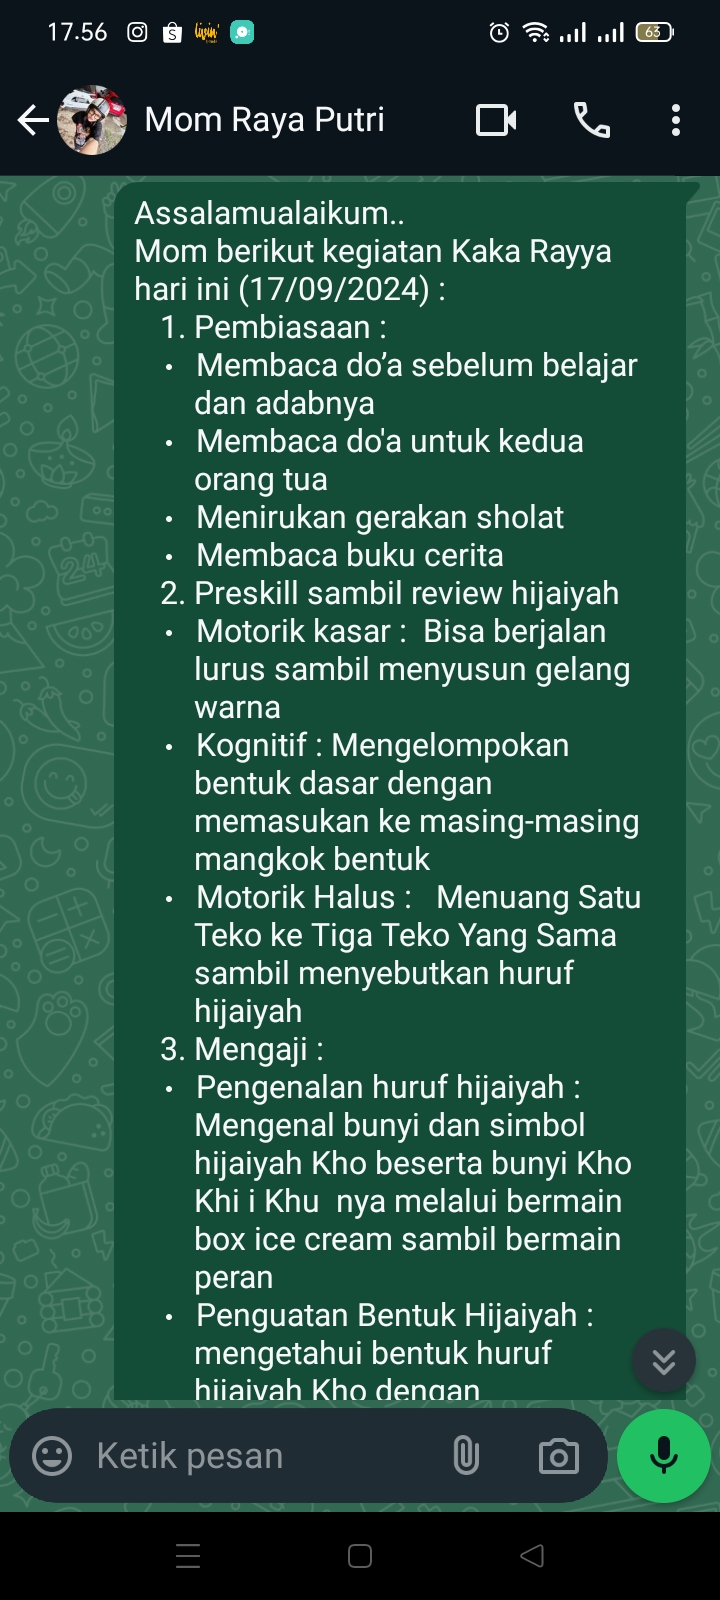 17.56
63
Mom Raya Putri
Assalamualaikum..
Mom berikut kegiatan Kaka Rayya
hari ini (17/09/2024) :
1. Pembiasaan :
• Membaca do’a sebelum belajar
dan adabnya
• Membaca do'a untuk kedua
orang tua
• Menirukan gerakan sholat
• Membaca buku cerita
2. Preskill sambil review hijaiyah
• Motorik kasar :  Bisa berjalan
lurus sambil menyusun gelang
warna
• Kognitif : Mengelompokan
bentuk dasar dengan
memasukan ke masing-masing
mangkok bentuk
• Motorik Halus :   Menuang Satu
Teko ke Tiga Teko Yang Sama
sambil menyebutkan huruf
hijaiyah
3. Mengaji :
• Pengenalan huruf hijaiyah :
Mengenal bunyi dan simbol
hijaiyah Kho beserta bunyi Kho
Khi i Khu  nya melalui bermain
box ice cream sambil bermain
peran
• Penguatan Bentuk Hijaiyah :
mengetahui bentuk huruf
hijaiyah Kho dengan
Ketik pesan